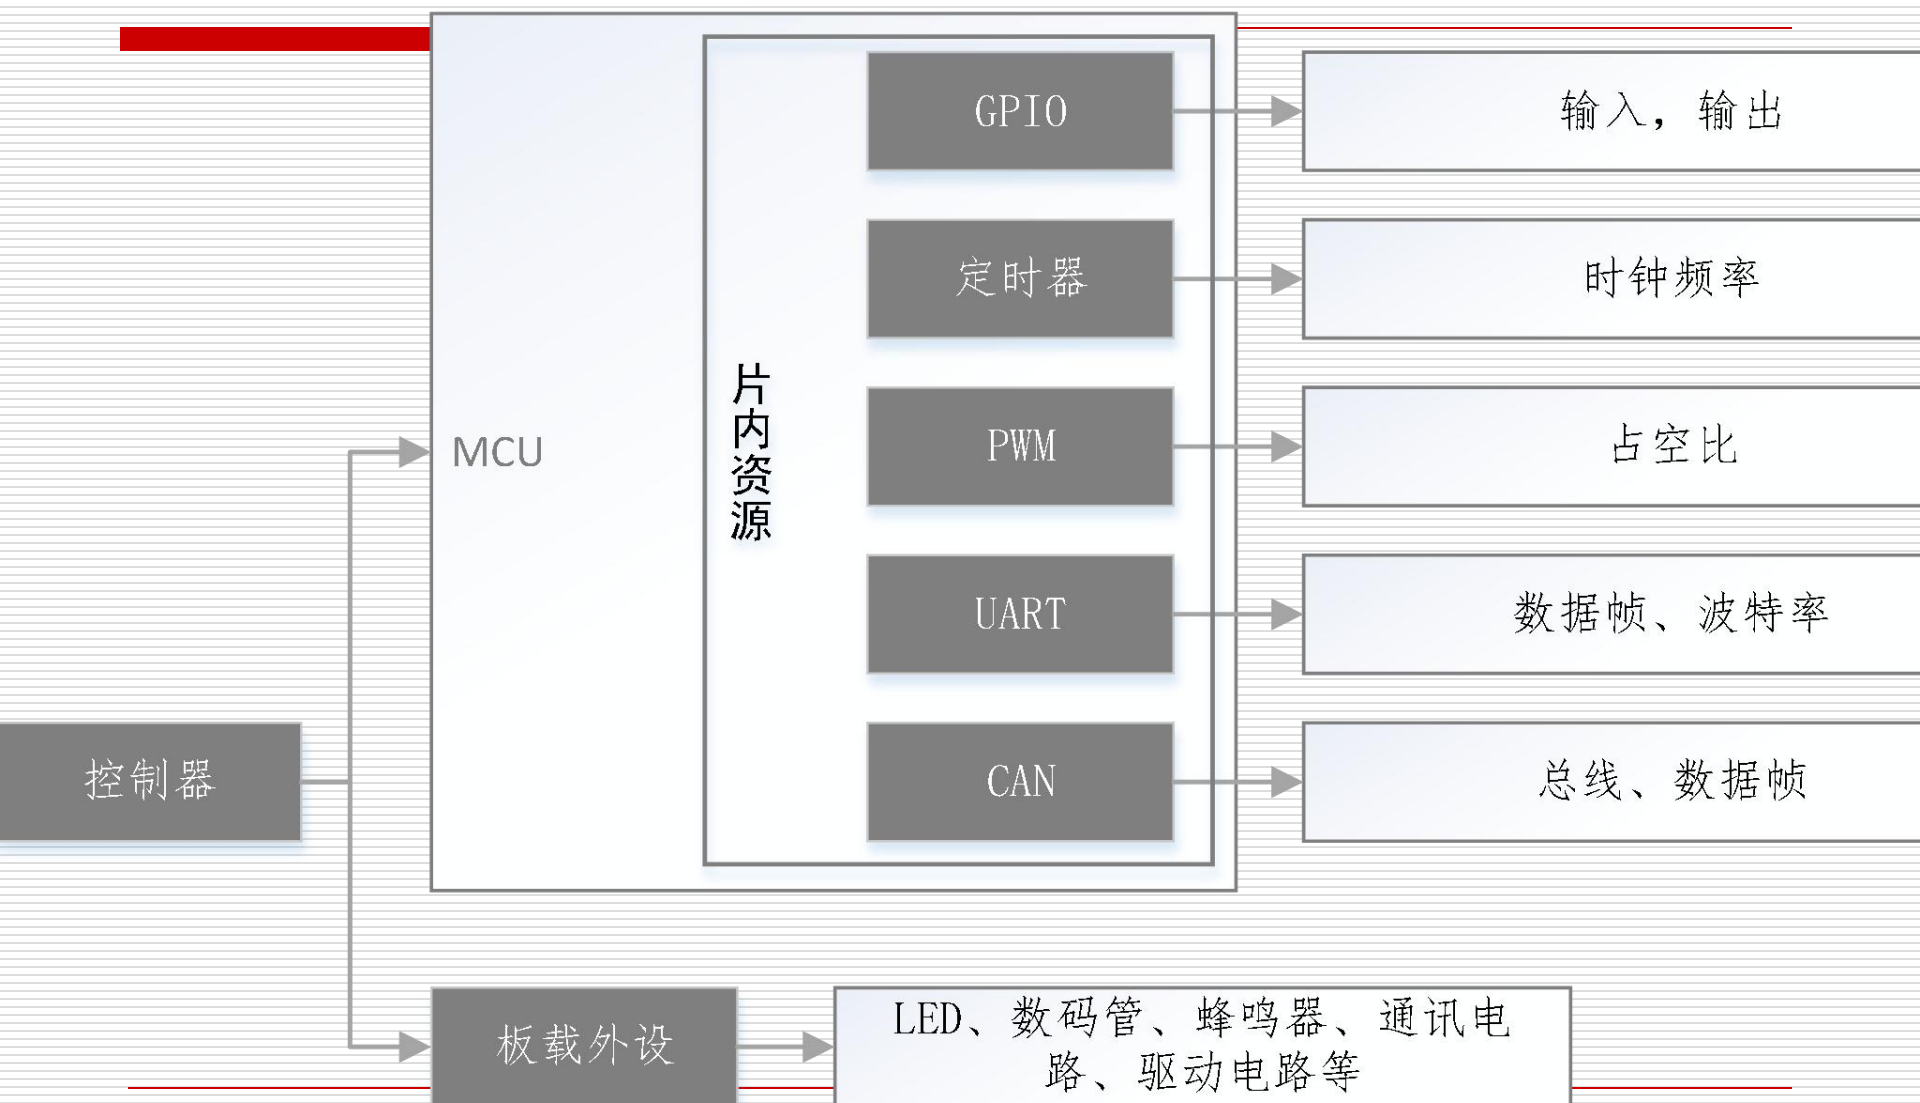 GPIO
输入，输出
定时器
时钟频率
片内资源
MCU
PWM
占空比
UART
数据帧、波特率
控制器
CAN
总线、数据帧
板载外设
LED、数码管、蜂鸣器、通讯电
路、驱动电路等